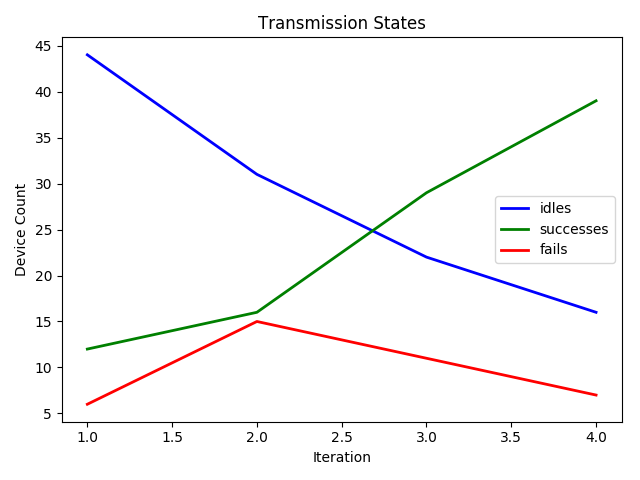 Transmission States
45
40
35
30
25
20
15
10
5
Device Count
idles
successes
fails
1.0 1.5 2.0 2.5 3.0 3.5 4.0
Iteration